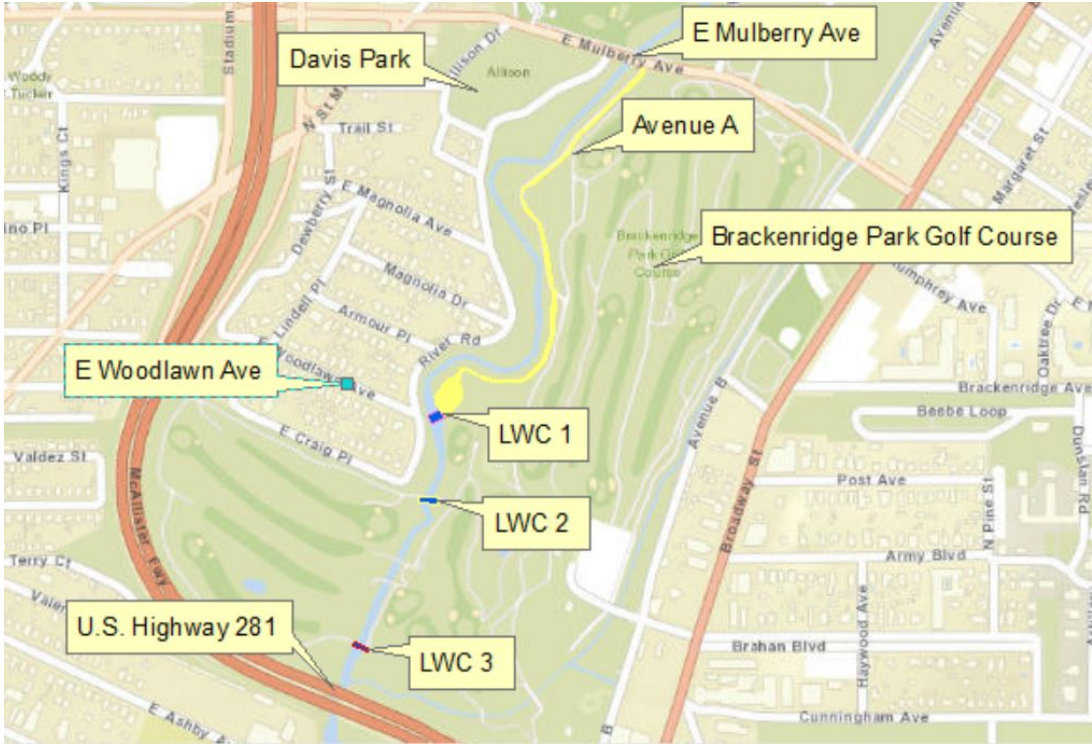 E Mulberry Ave
Davis Park
Allison Dr
Allison
E Mulberry Ave
Stadium
Woody
Tucker
N St M
Avenue A
Trail St
Kings Ct
Margaret St
E Magnolia Ave
Dewberry St
ino Pl
Brackenridge Park Golf Course
Brackenridge
Park Golf
Course
Magnolia Dr
Humphrey Ave
E Lindell Pl
Armour Pl
River Rd
Oaktree Dr
E Woodlawn Ave
E Woodlawn Ave
Brackenridge Ave
Avenue B
Beebe Loop
LWC 1
E Craig Pl
Dunstan Rd
Valdez St
McAllister Fwy
Broadway St
Post Ave
N Pine St
LWC 2
Army Blvd
Terry Ct
Haywood Ave
U.S. Highway 281
LWC 3
Brahan Blvd
E Ashby
B
Cunningham Ave